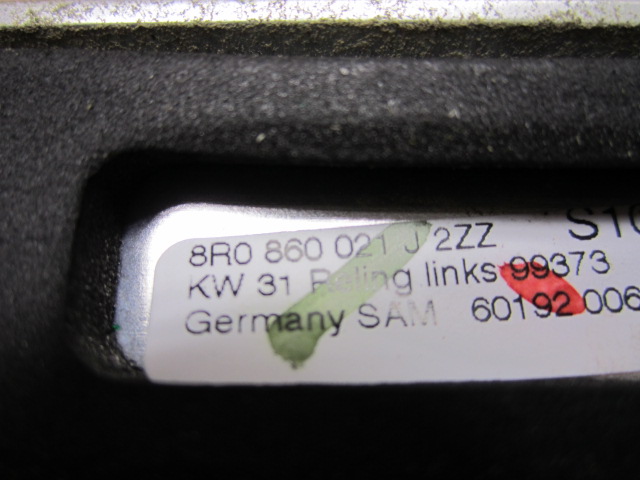 8R0 860 021 J 2ZZ
KW 31 Reling links 99373
Germany SAM 60192 006